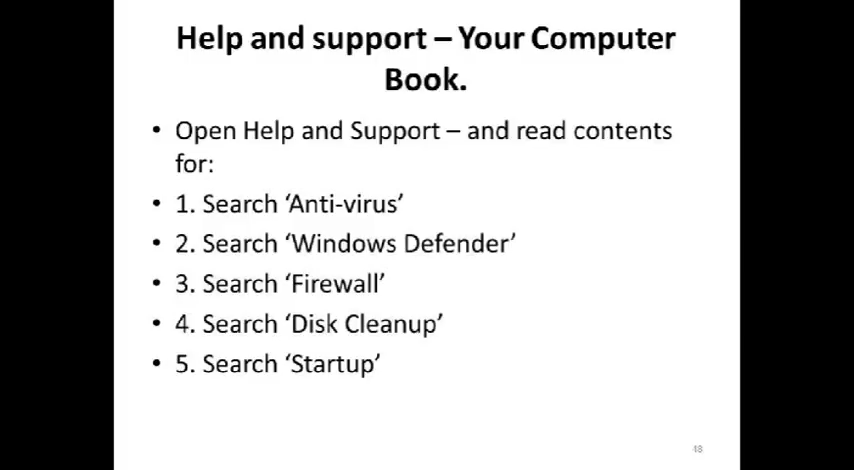 Help and support – Your Computer
Book.
• Open Help and Support – and read contents
for:
• 1. Search ‘Anti-virus’
• 2. Search ‘Windows Defender’
• 3. Search ‘Firewall’
• 4. Search ‘Disk Cleanup’
• 5. Search ‘Startup’
48